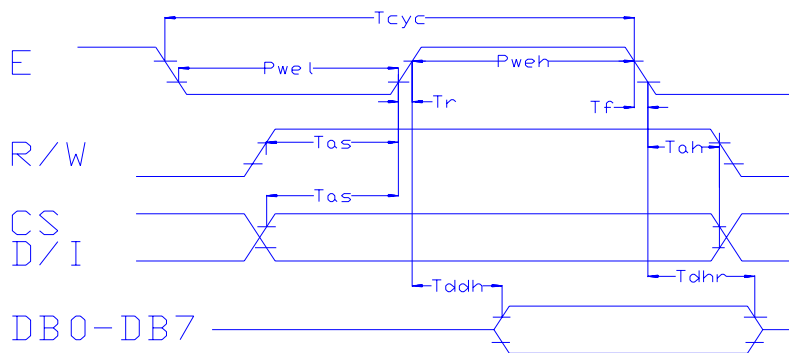 Tcyc
E
Pwel
Pweh
Tr
Tf
R/W
Tas
Tah
Tas
CS
D/I
Tddh
Tdhr
DB0-DB7